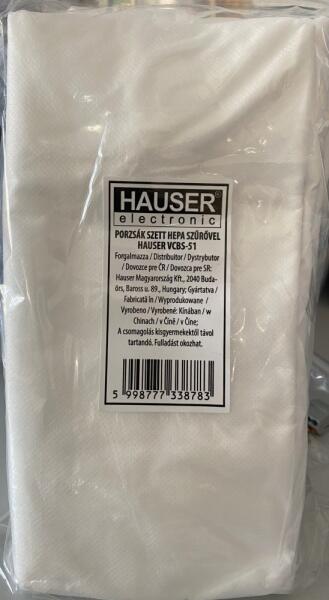 HAUSER®
electronic
PORZSÁK SZETT HEPA SZŰRŐVEL
HAUSER VCBS-51
Forgalmazza / Distribuitor / Dystrybutor
/ Dovozce pre ČR / Dovozca pre SR:
Hauser Magyarország Kft., 2040 Buda-
örs, Baross u. 89., Hungary; Gyártatva /
Fabricată în / Wyprodukowane /
Vyrobeno / Vyrobené: Kínában / w
Chinach / v Číně / v Číne;
A csomagolás kisgyermekektől távol
tartandó. Fulladást okozhat.
5 998777 338783